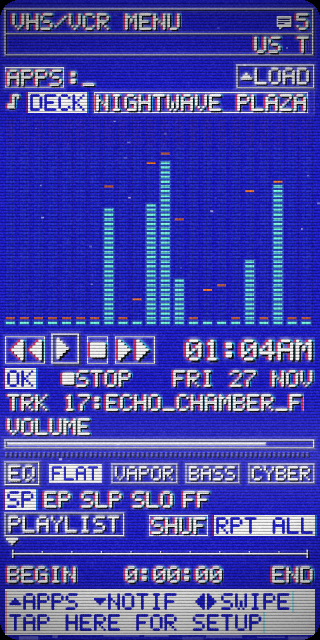 VHS/VCR MENU 5
US T
APPS:_ LOAD
DECK NIGHTWAVE PLAZA
01:04AM
OK STOP FRI 27 NOV
TRK 17:ECHO_CHAMBER_F
VOLUME
EQ FLAT VAPOR BASS CYBER
SP EP SLP SLO FF
PLAYLIST SHUF RPT ALL
BEGIN 0:00:00 END
APPS NOTIF SWIPE
TAP HERE FOR SETUP